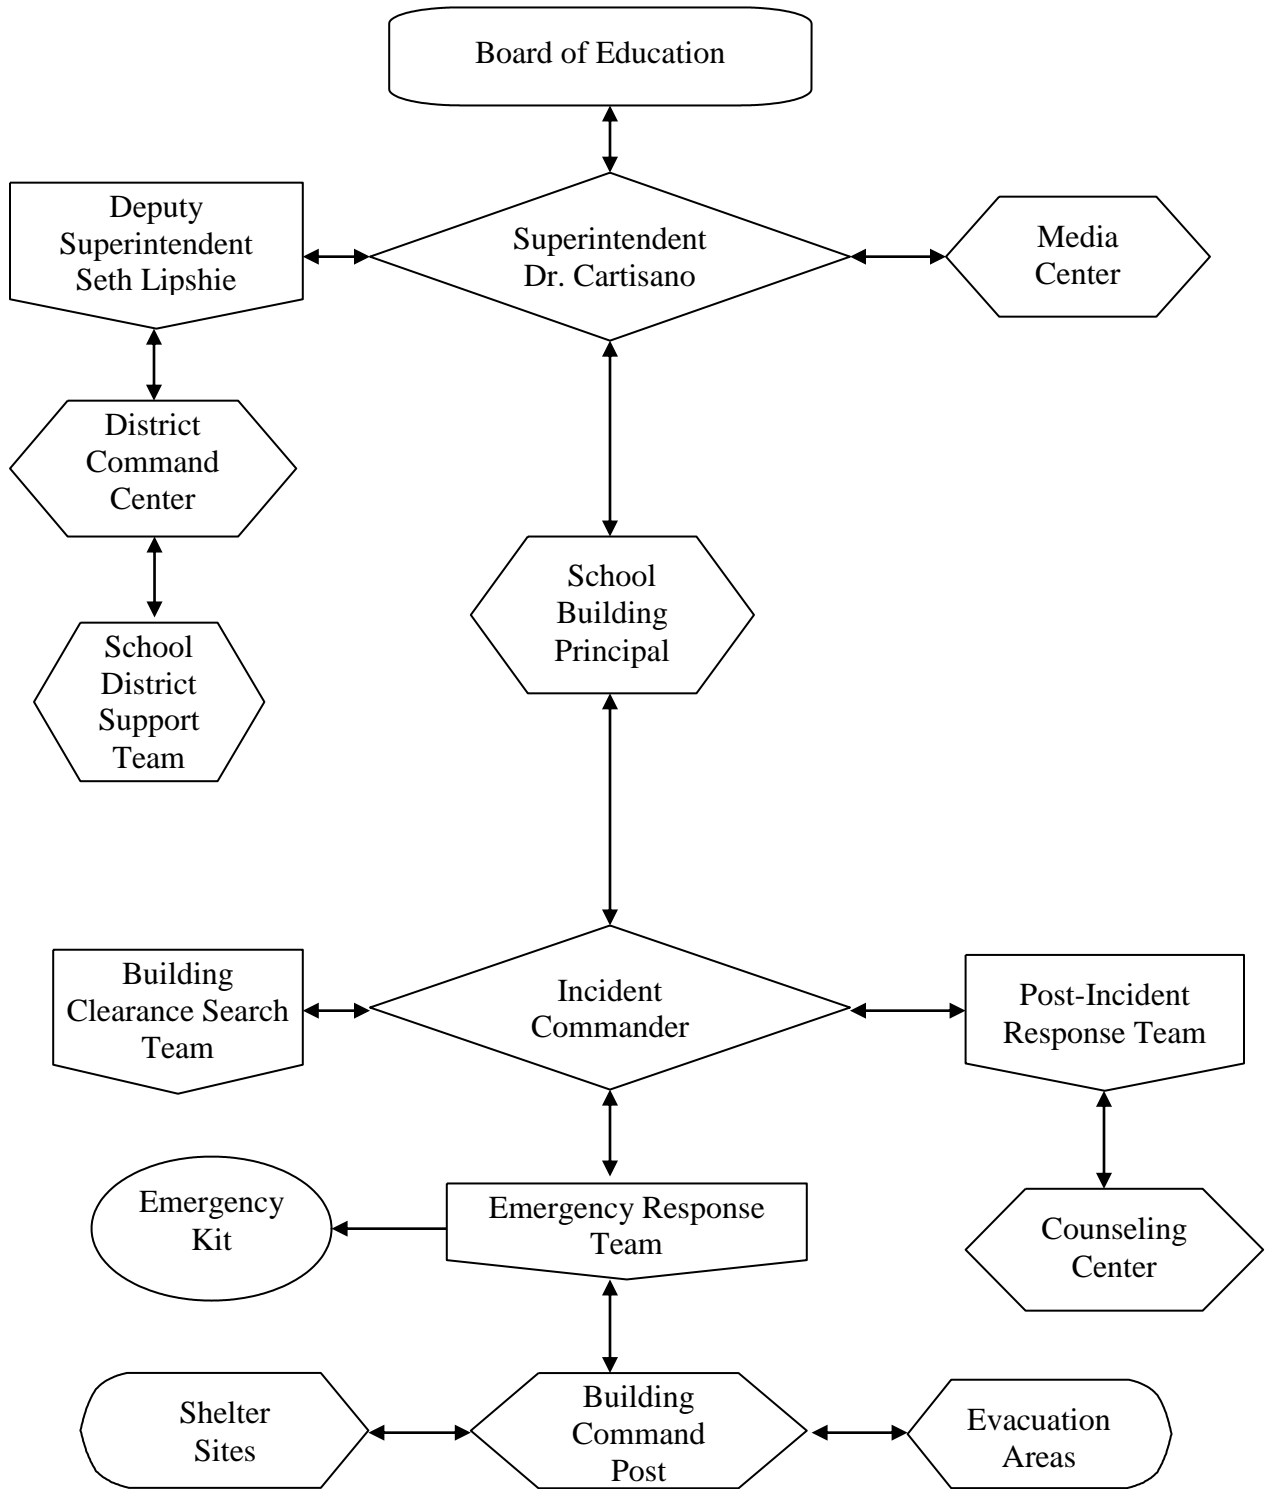 Board of Education
Deputy
Superintendent
Seth Lipshie
Superintendent
Dr. Cartisano
Media
Center
District
Command
Center
School
Building
Principal
School
District
Support
Team
Building
Clearance Search
Team
Incident
Commander
Post-Incident
Response Team
Emergency
Kit
Emergency Response
Team
Counseling
Center
Shelter
Sites
Building
Command
Post
Evacuation
Areas